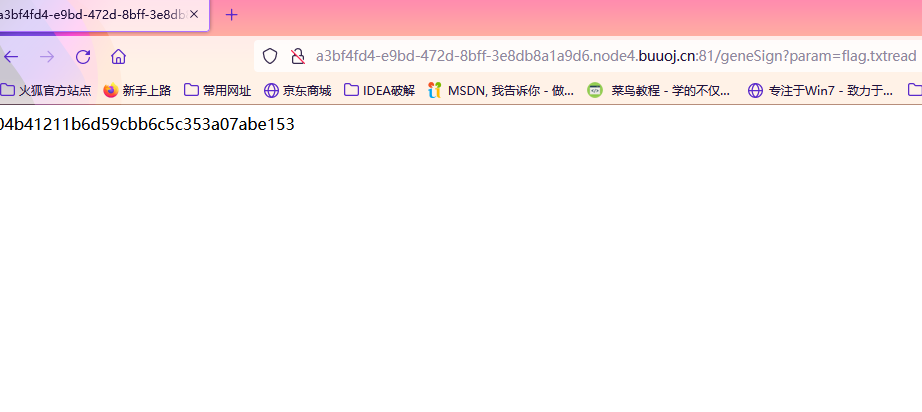 a3bf4fd4-e9bd-472d-8bff-3e8db
a3bf4fd4-e9bd-472d-8bff-3e8db8a1a9d6.node4.buuoj.cn:81/geneSign?param=flag.txtread
火狐官方站点 新手上路 常用网址 京东商城 IDEA破解 MSDN, 我告诉你 - 做... 菜鸟教程 - 学的不仅... 专注于Win7 - 致力于...
04b41211b6d59cbb6c5c353a07abe153